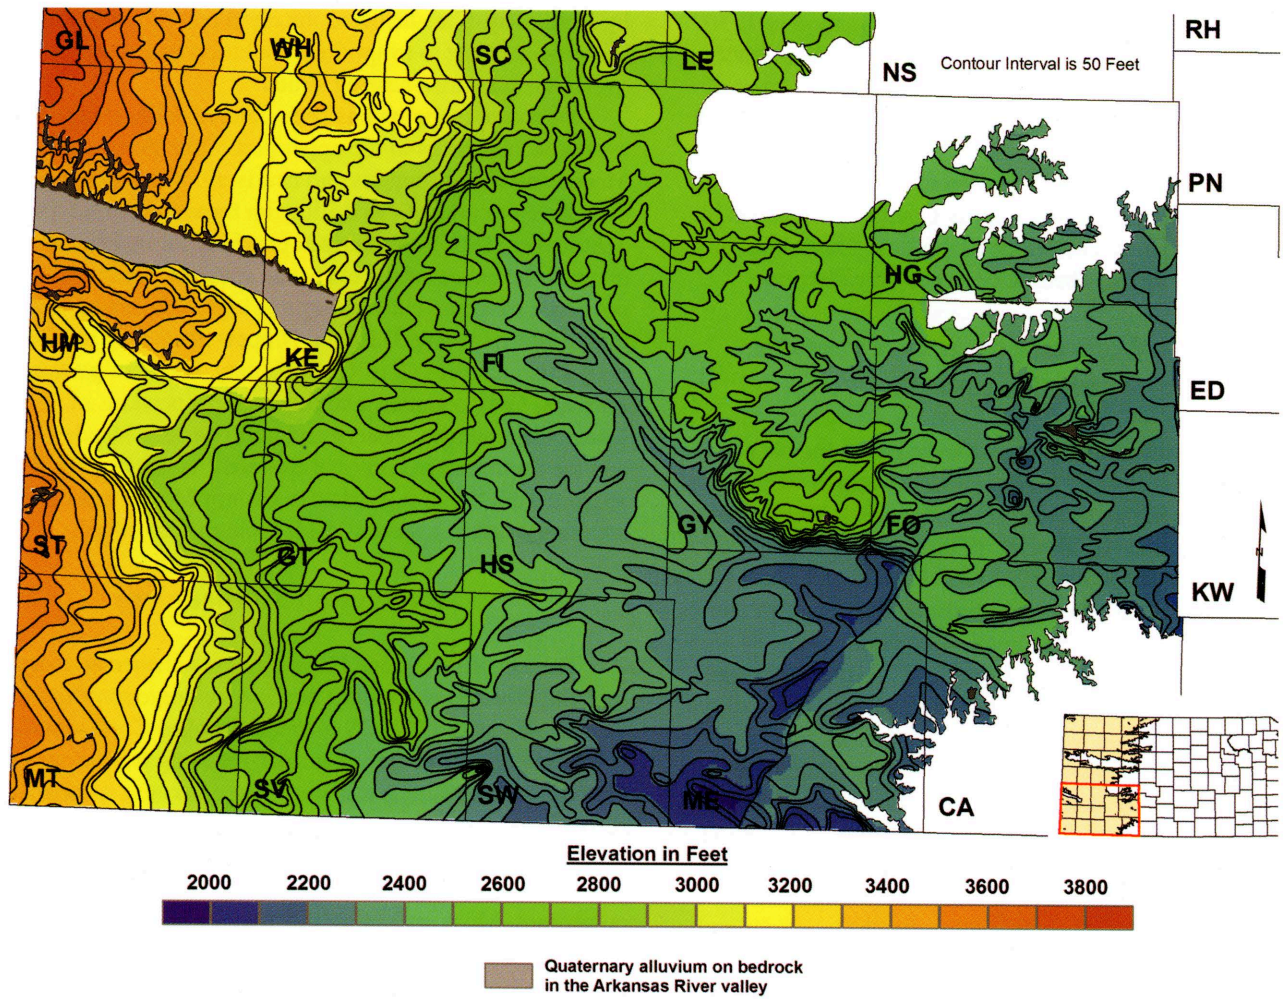 GL
WH
SC
LE
NS
Contour Interval is 50 Feet
RH
PN
HG
HM
KE
FI
ED
ST
GT
HS
GY
FO
KW
N
MT
SV
SW
ME
CA
Elevation in Feet
2000 2200 2400 2600 2800 3000 3200 3400 3600 3800
Quaternary alluvium on bedrock
in the Arkansas River valley